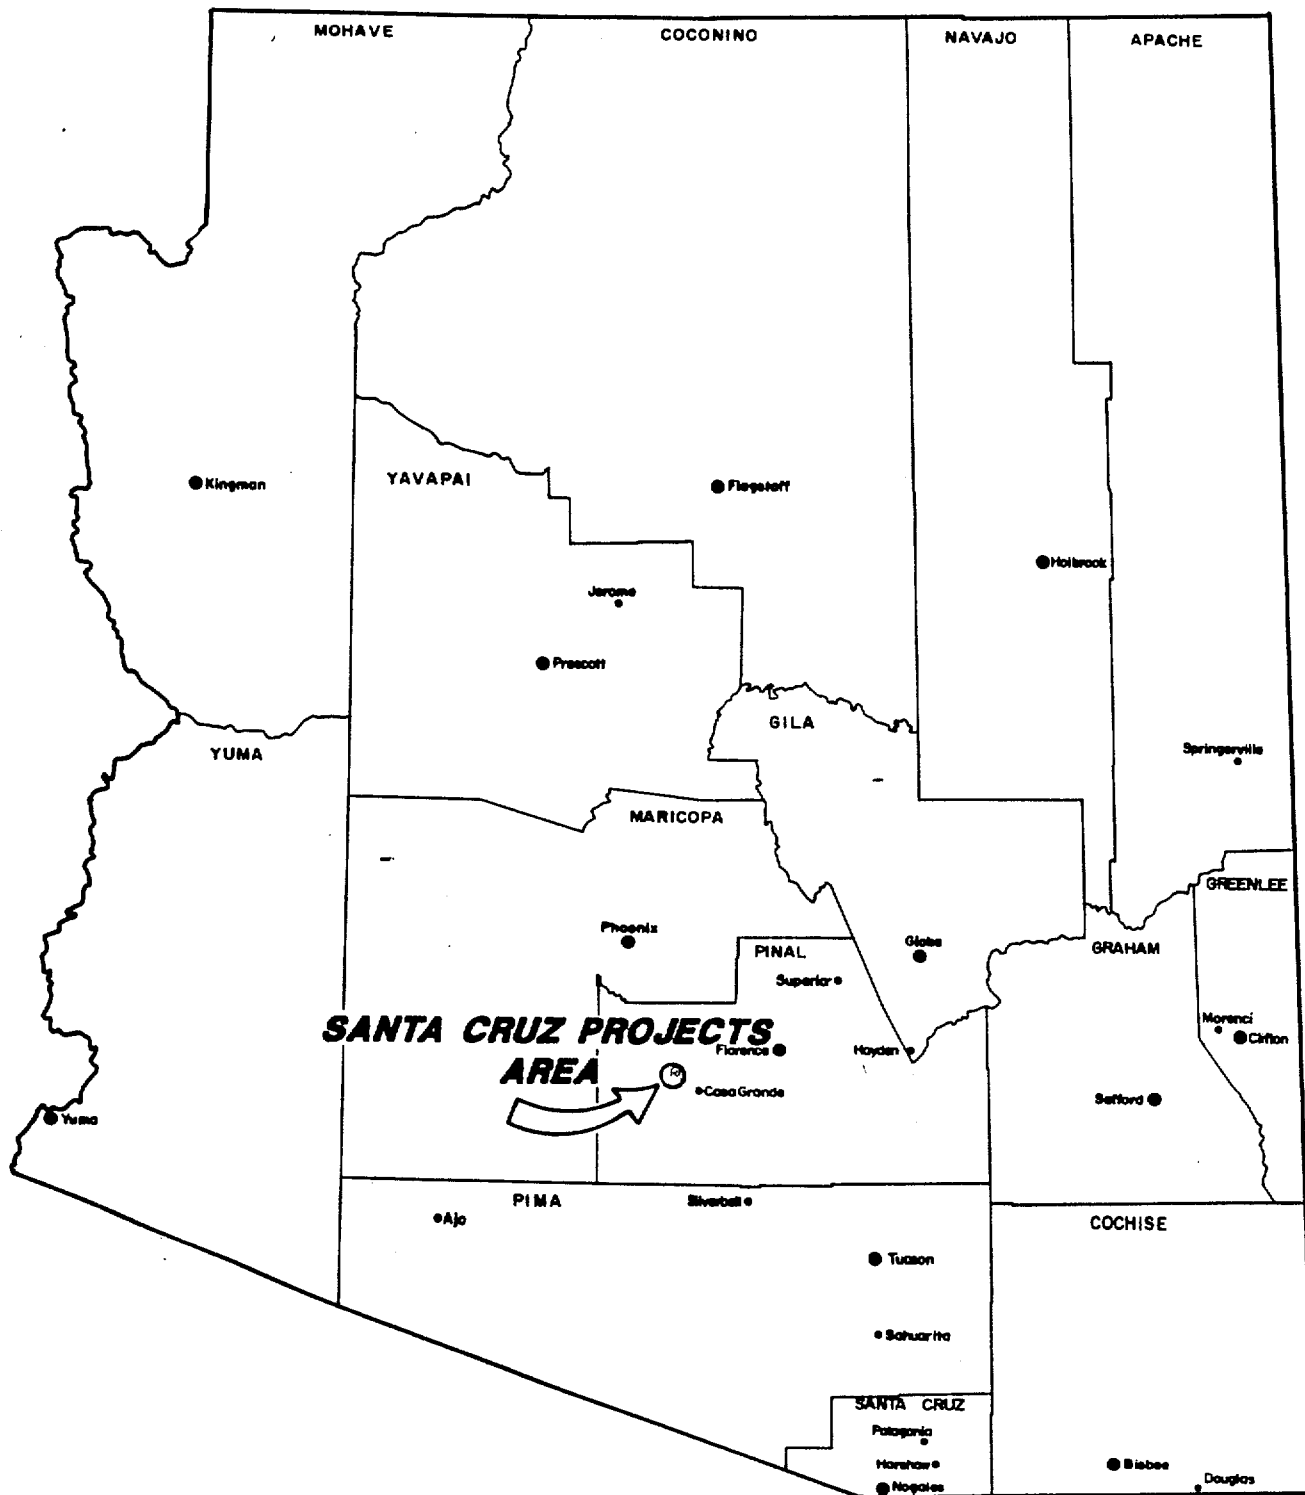 MOHAVE
COCONINO
NAVAJO
APACHE
Kingman
YAVAPAI
Flagstaff
Holbrook
Jerome
Prescott
GILA
YUMA
Springerville
MARICOPA
GREENLEE
Phoenix
PINAL
Globe
GRAHAM
Superior
SANTA CRUZ PROJECTS
AREA
Florence
Hayden
Morenci
Clifton
Casa Grande
Safford
Yuma
PIMA
Silverbell
Ajo
COCHISE
Tucson
Sahuarita
SANTA CRUZ
Patagonia
Harshaw
Nogales
Bisbee
Douglas